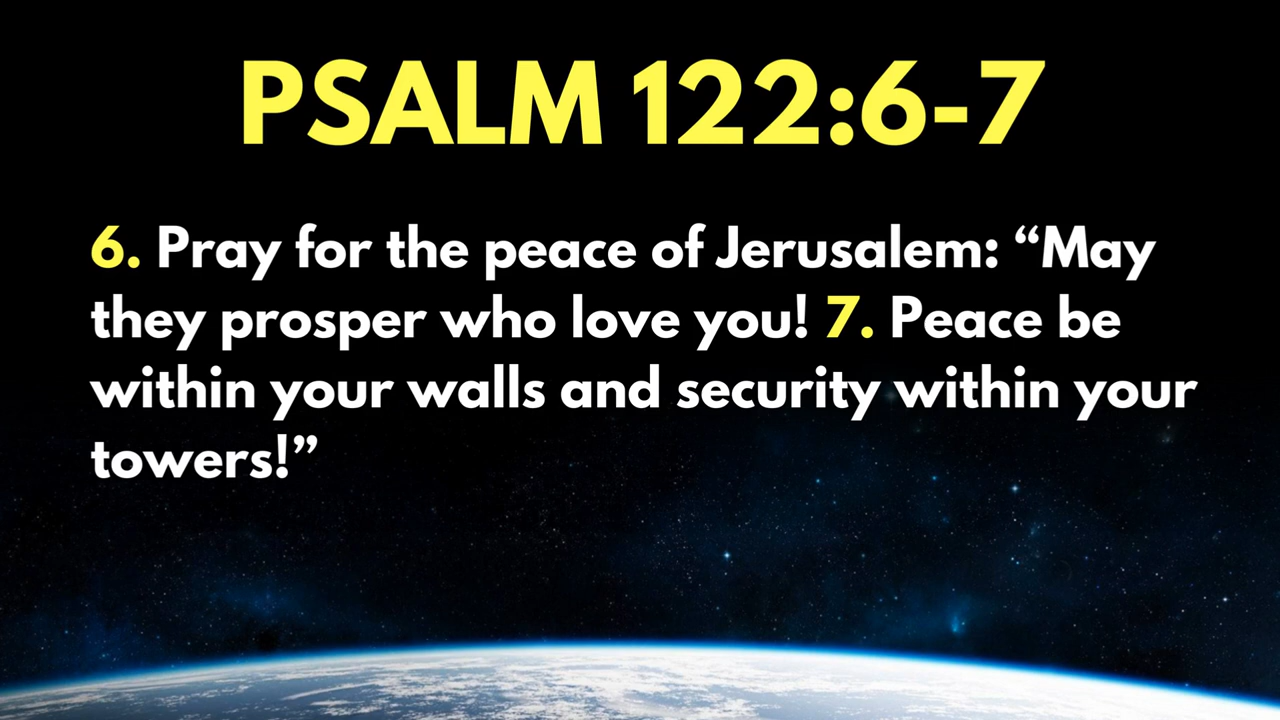 PSALM 122:6-7
6. Pray for the peace of Jerusalem: “May
they prosper who love you! 7. Peace be
within your walls and security within your
towers!”